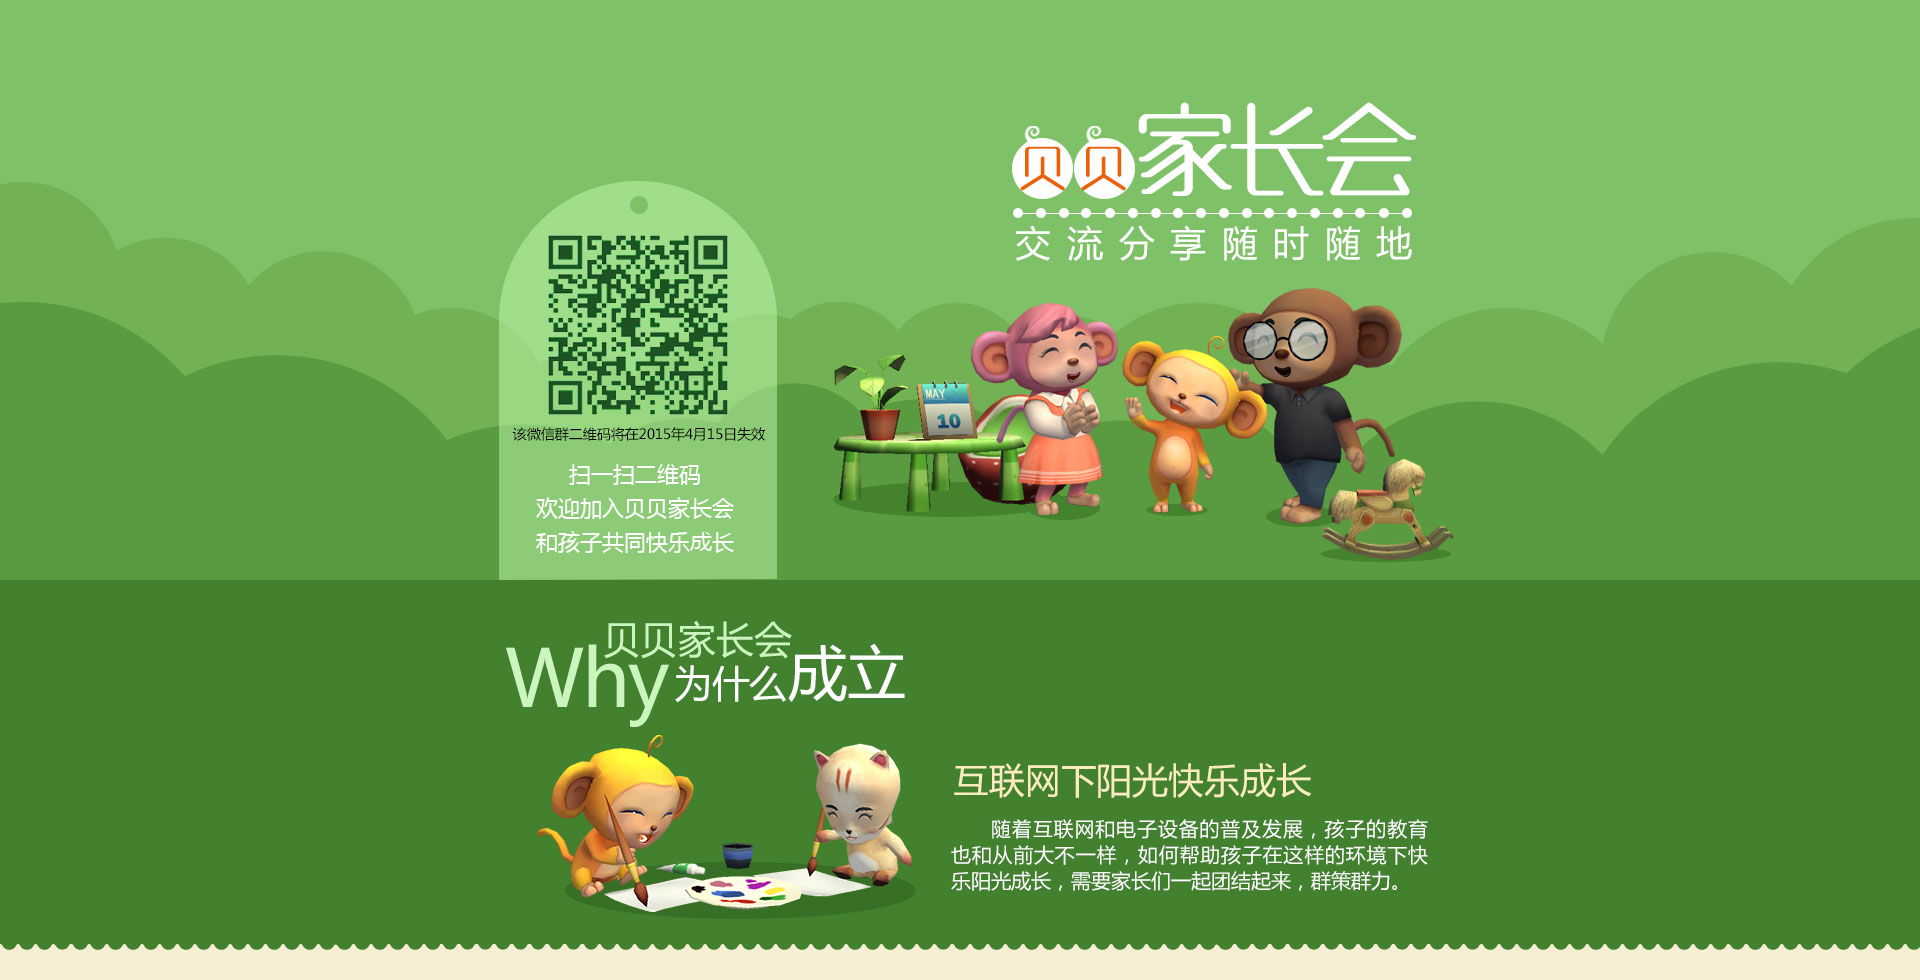 贝贝家长会
交流分享随时随地
MAY
10
该微信群二维码将在2015年4月15日失效
扫一扫二维码
欢迎加入贝贝家长会
和孩子共同快乐成长
贝贝家长会
Why为什么成立
互联网下阳光快乐成长
随着互联网和电子设备的普及发展，孩子的教育
也和从前大不一样，如何帮助孩子在这样的环境下快
乐阳光成长，需要家长们一起团结起来，群策群力。